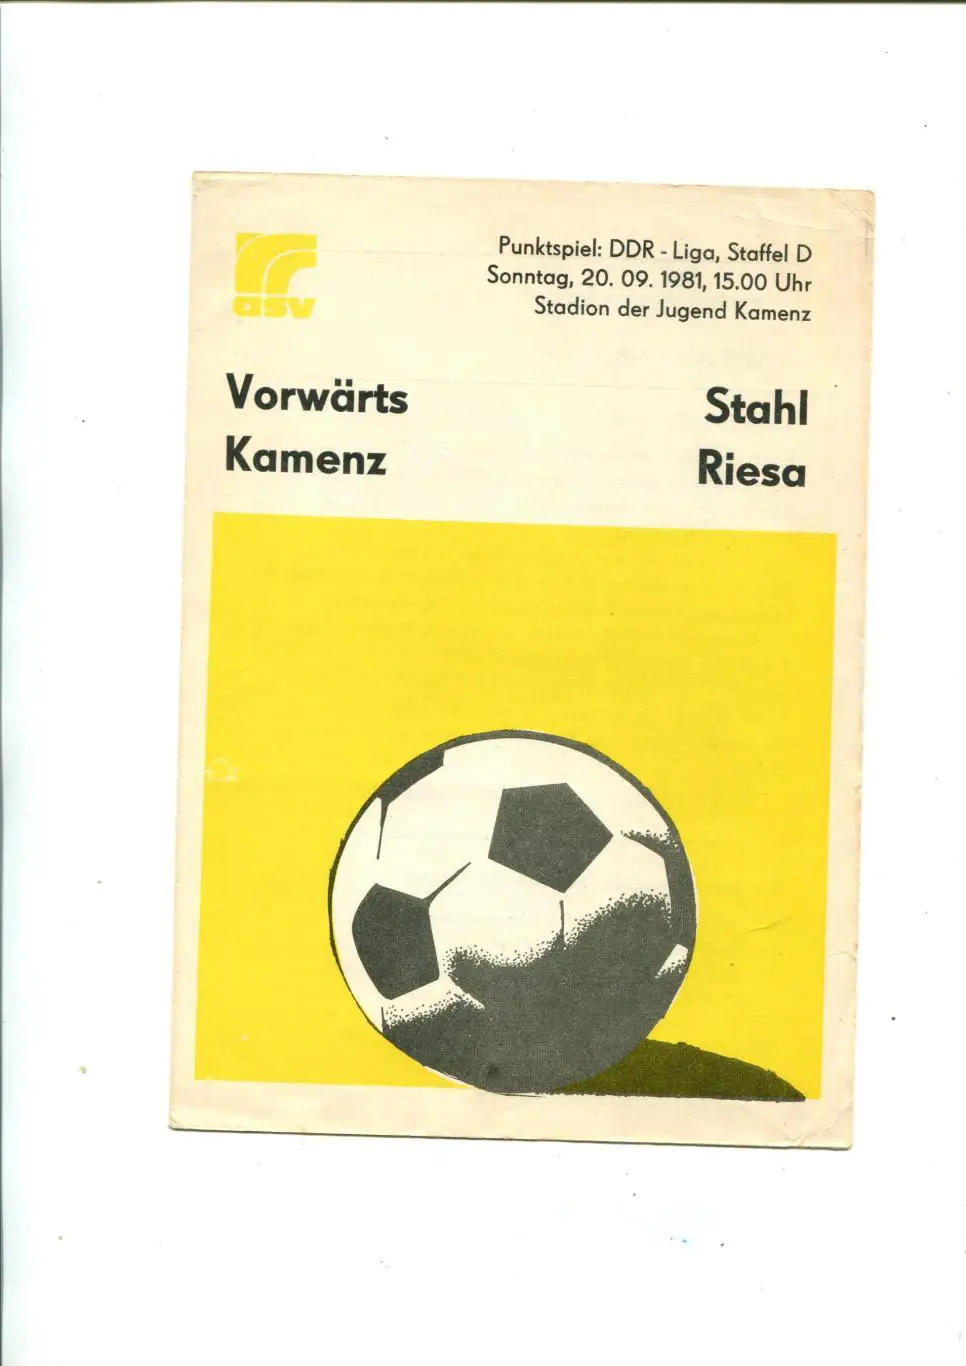 asv
Punktspiel: DDR - Liga, Staffel D
Sonntag, 20. 09. 1981, 15.00 Uhr
Stadion der Jugend Kamenz
Vorwärts
Kamenz
Stahl
Riesa